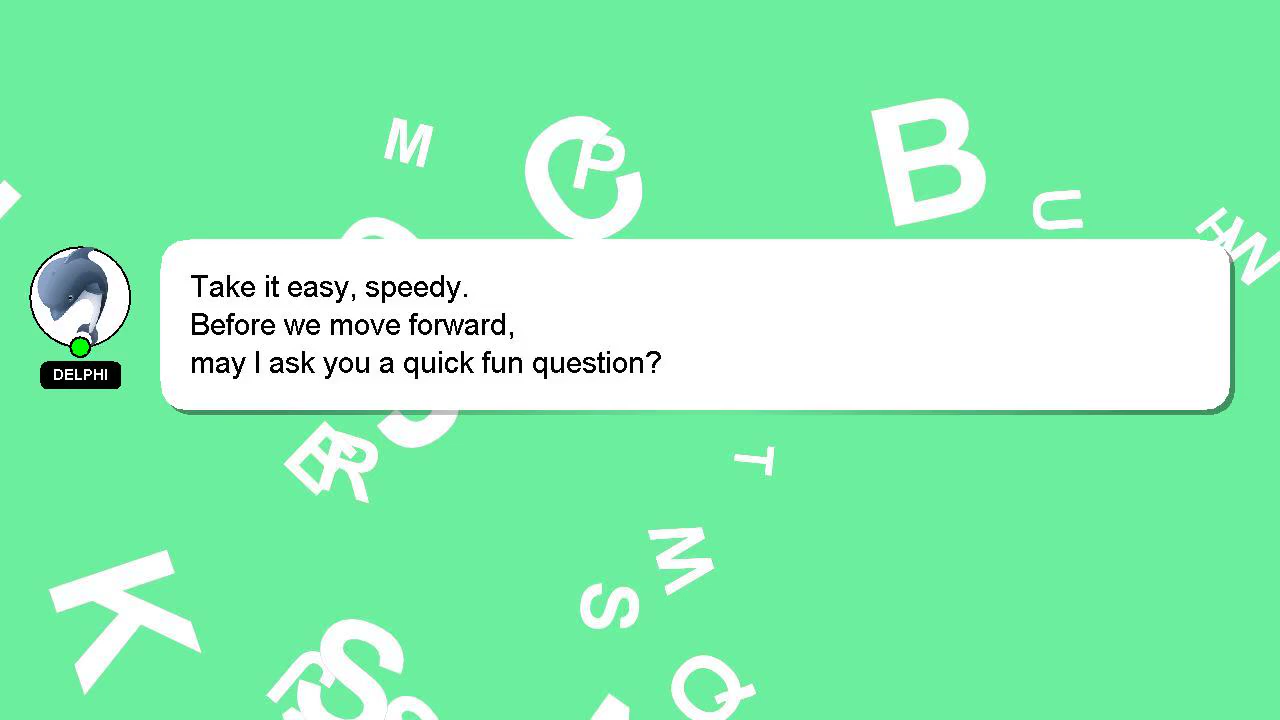 M
C
P
B
U
H
W
Take it easy, speedy.
Before we move forward,
may I ask you a quick fun question?
DELPHI
R
T
M
K
S
S
Q